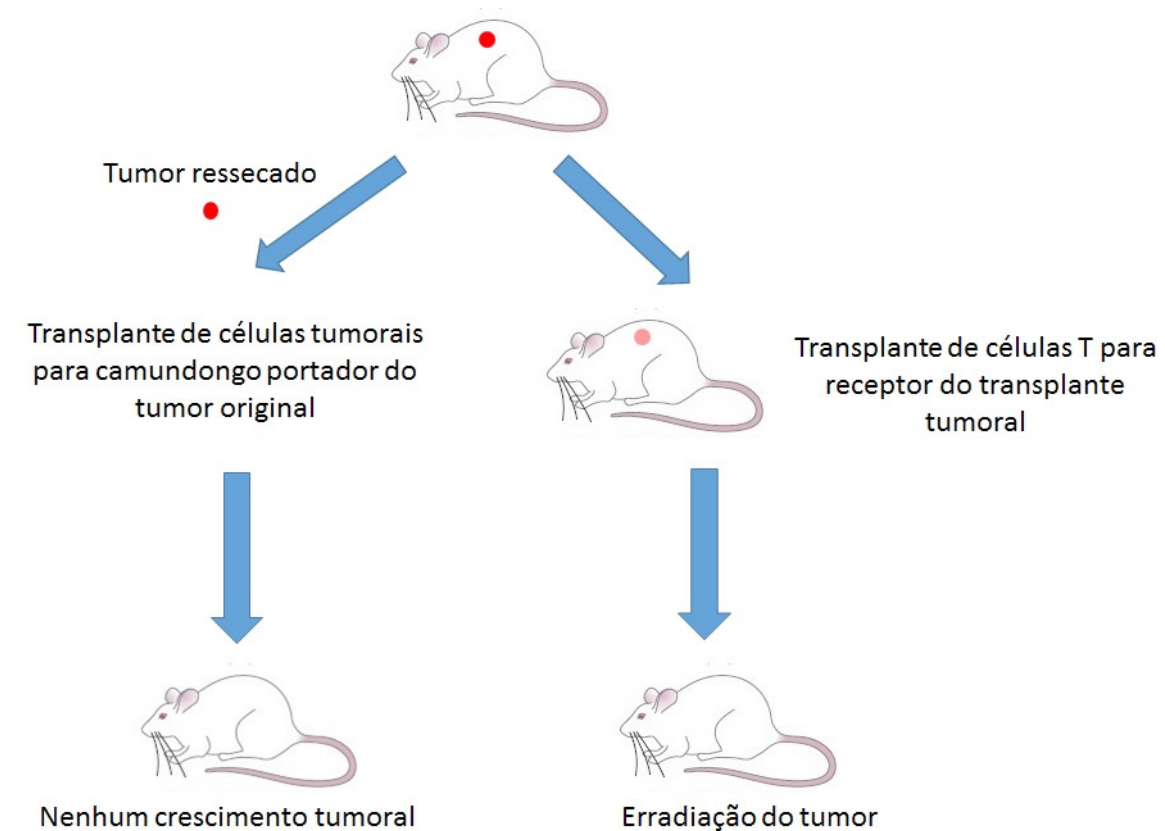 Tumor ressecado
Transplante de células tumorais
para camundongo portador do
tumor original
Transplante de células T para
receptor do transplante
tumoral
Nenhum crescimento tumoral
Erradiação do tumor